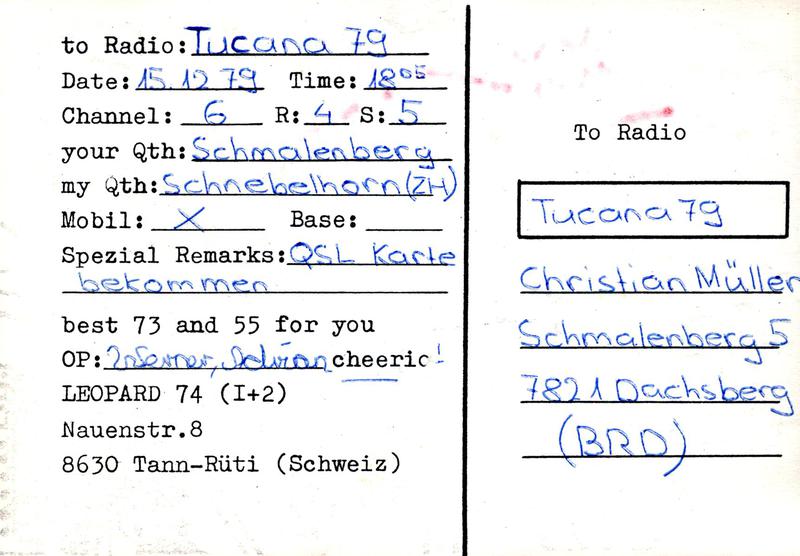 to Radio: Tucana 79
Date: 15.12 79 Time: 18⁰⁵
Channel: 6 R: 4 S: 5
your Qth: Schmalenberg
my Qth: Schnebelhorn (ZH)
Mobil: X Base:
Spezial Remarks: QSL Karte
bekommen
best 73 and 55 for you
OP: cheerio!
LEOPARD 74 (I+2)
Nauenstr.8
8630 Tann-Rüti (Schweiz)
To Radio
Tucana 79
Christian Müller
Schmalenberg 5
7821 Dachsberg
(BRD)